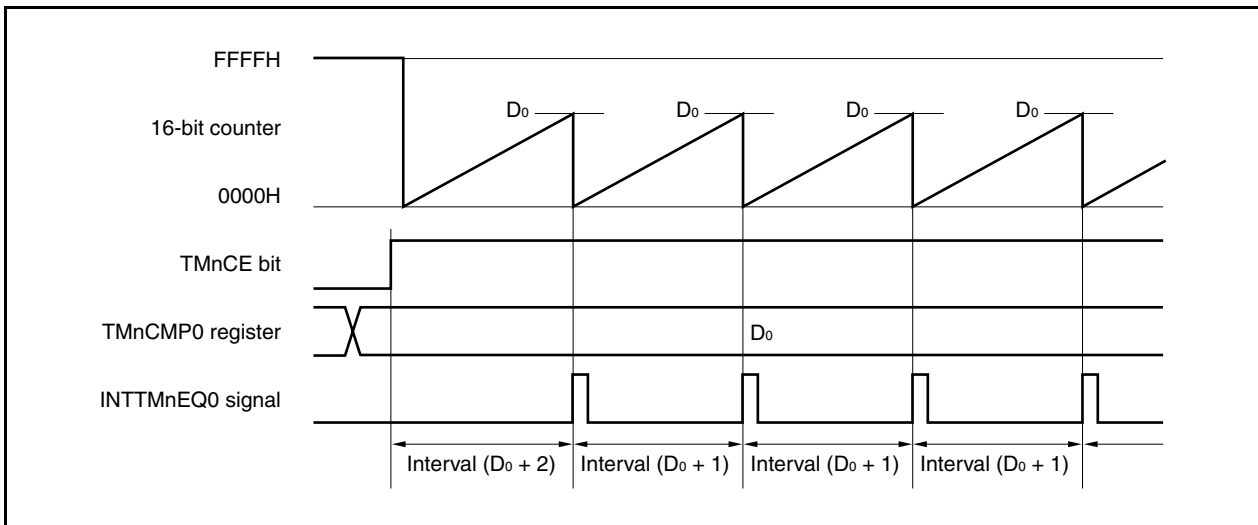 FFFFH
D₀ D₀ D₀ D₀
16-bit counter
0000H
TMnCE bit
TMnCMP0 register
D₀
INTTMnEQ0 signal
Interval (D₀ + 2) Interval (D₀ + 1) Interval (D₀ + 1) Interval (D₀ + 1)